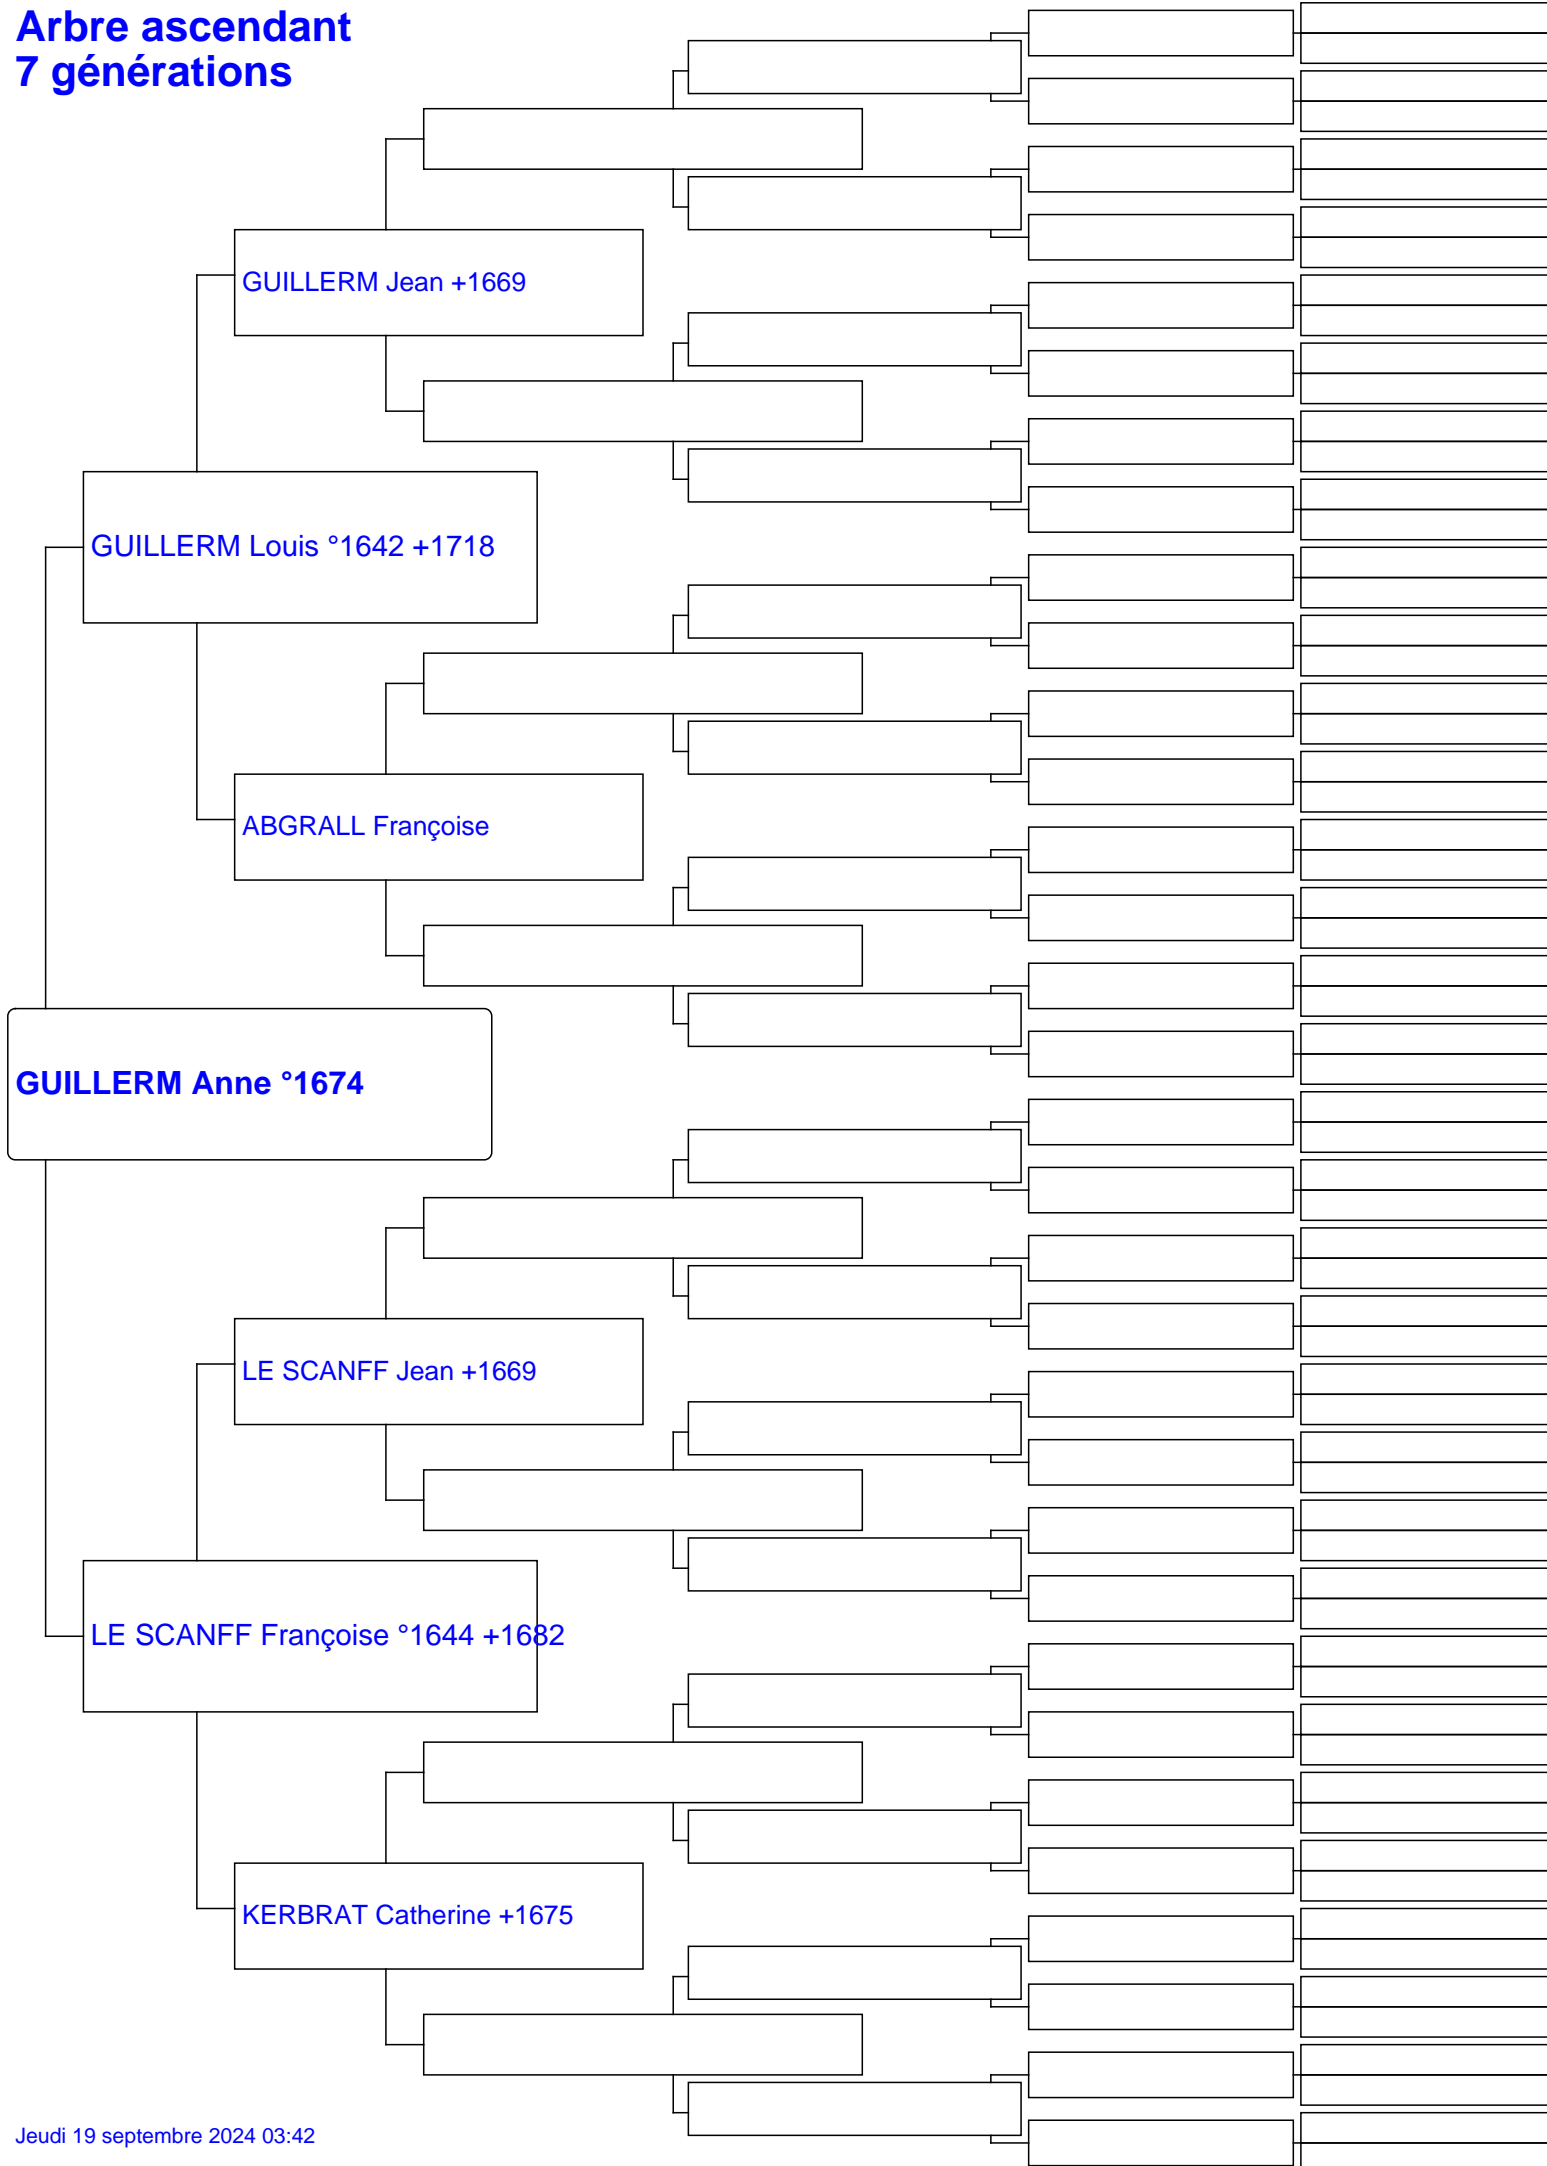 Arbre ascendant
7 générations
GUILLERM Jean +1669
GUILLERM Louis °1642 +1718
ABGRALL Françoise
GUILLERM Anne °1674
LE SCANFF Jean +1669
LE SCANFF Françoise °1644 +1682
KERBRAT Catherine +1675
Jeudi 19 septembre 2024 03:42